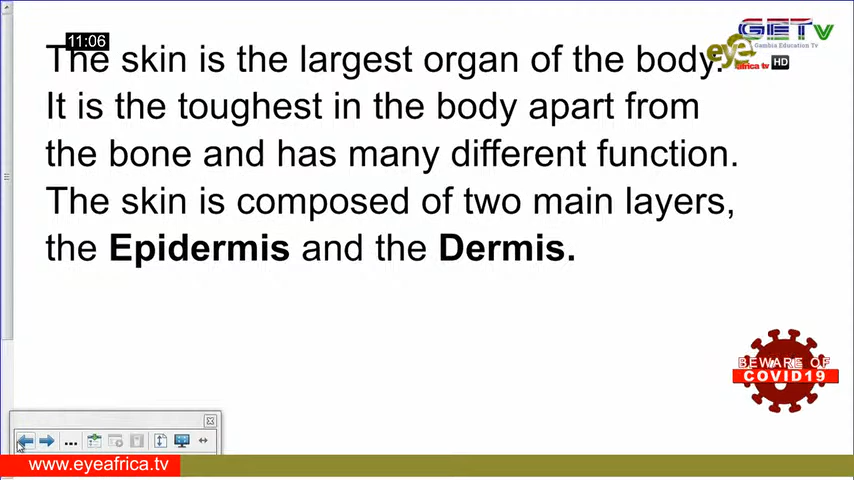 11:06
GETv
Gambia Education Tv
eye
africa tv HD
The skin is the largest organ of the body.
It is the toughest in the body apart from
the bone and has many different function.
The skin is composed of two main layers,
the Epidermis and the Dermis.
BEWARE OF
COVID19
...
www.eyeafrica.tv